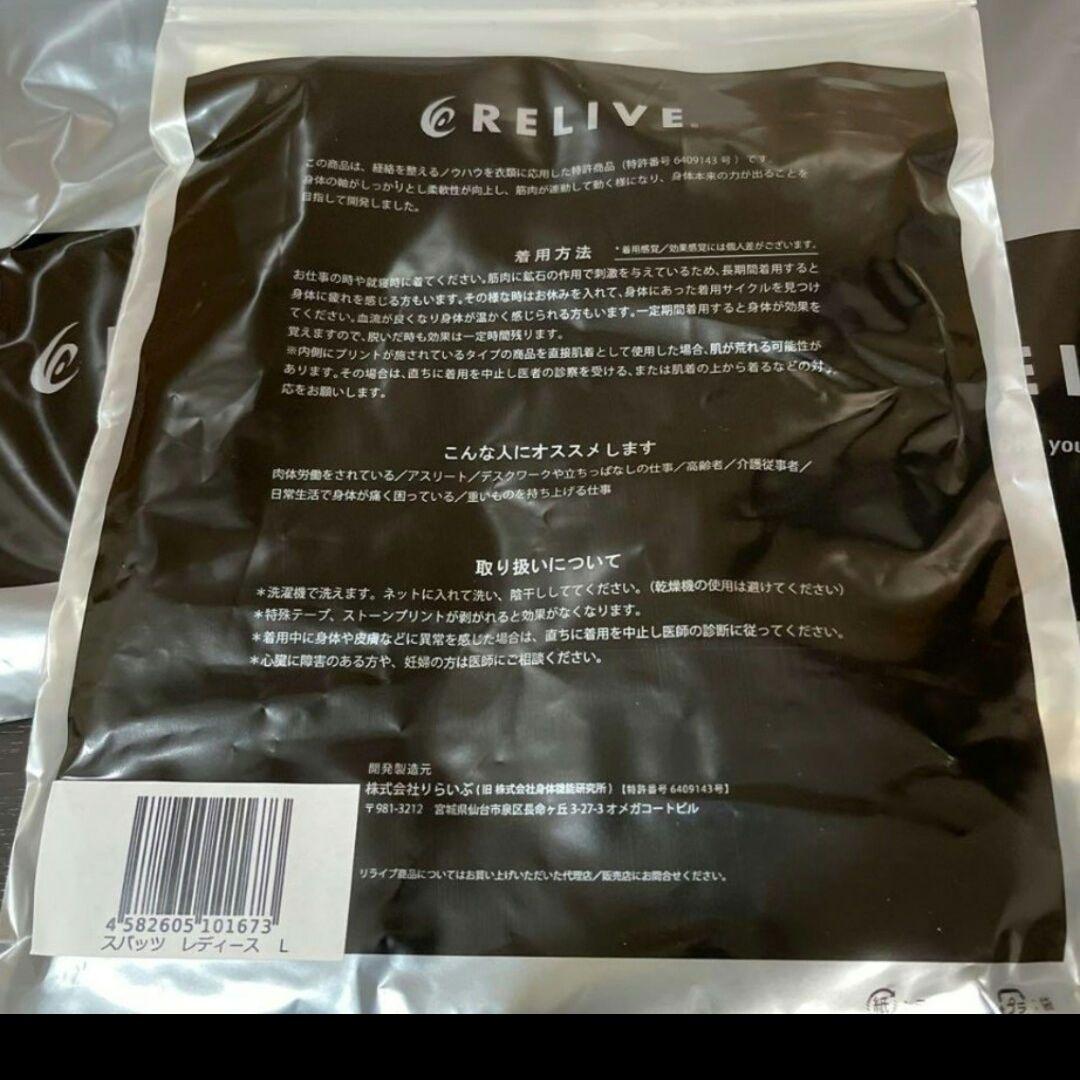 RELIVE
この商品は、経絡を整えるノウハウを衣類に応用した特許商品（特許番号6409143号）です。
身体の軸がしっかりとし柔軟性が向上し、筋肉が連動して動く様になり、身体本来の力が出ることを
目指して開発しました。
着用方法 *着用感覚／効果感覚には個人差がございます。
お仕事の時や就寝時に着てください。筋肉に鉱石の作用で刺激を与えているため、長期間着用すると
身体に疲れを感じる方もいます。その様な時はお休みを入れて、身体にあった着用サイクルを見つけ
てください。血流が良くなり身体が温かく感じられる方もいます。一定期間着用すると身体が効果を
覚えますので、脱いだ時も効果は一定時間残ります。
※内側にプリントが施されているタイプの商品を直接肌着として使用した場合、肌が荒れる可能性が
あります。その場合は、直ちに着用を中止し医者の診察を受ける、または肌着の上から着るなどの対
応をお願いします。
こんな人にオススメします
肉体労働をされている／アスリート／デスクワークや立ちっぱなしの仕事／高齢者／介護従事者／
日常生活で身体が痛く困っている／重いものを持ち上げる仕事
取り扱いについて
＊洗濯機で洗えます。ネットに入れて洗い、陰干ししててください。（乾燥機の使用は避けてください）
＊特殊テープ、ストーンプリントが剥がれると効果がなくなります。
＊着用中に身体や皮膚などに異常を感じた場合は、直ちに着用を中止し医師の診断に従ってください。
＊心臓に障害のある方や、妊婦の方は医師にご相談ください。
開発製造元
株式会社りらいぶ（旧 株式会社身体機能研究所）【特許番号6409143号】
〒981-3212 宮城県仙台市泉区長命ヶ丘3-27-3 オメガコートビル
リライブ商品についてはお買い上げいただいた代理店／販売店にお問合せください。
4 582605 101673
スパッツ レディース L
E L
you
紙
プラ :袋